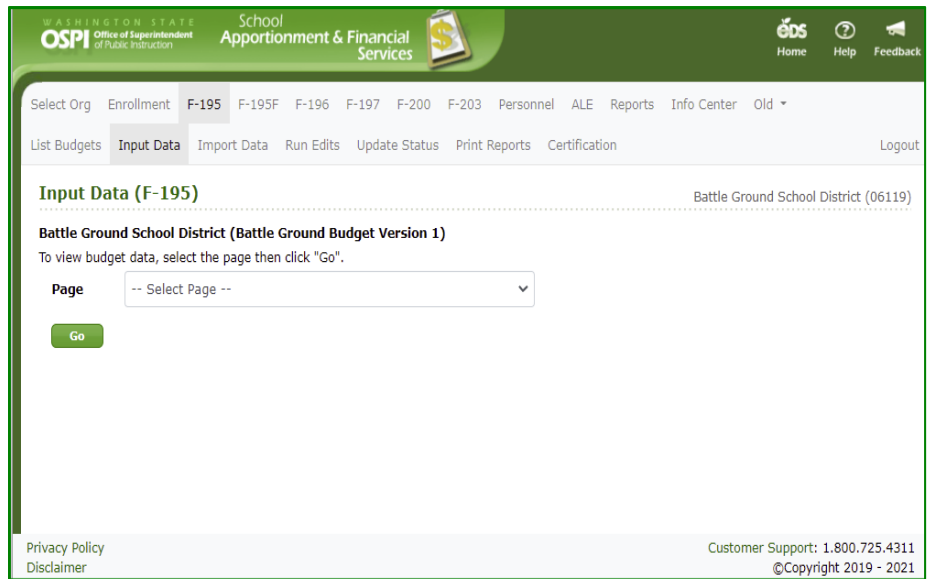 WASHINGTON STATE
OSPI Office of Superintendent of Public Instruction
School
Apportionment & Financial
Services
$
eds
Home
?
Help
Feedback
Select Org Enrollment F-195 F-195F F-196 F-197 F-200 F-203 Personnel ALE Reports Info Center Old
List Budgets Input Data Import Data Run Edits Update Status Print Reports Certification Logout
Input Data (F-195)
Battle Ground School District (06119)
Battle Ground School District (Battle Ground Budget Version 1)
To view budget data, select the page then click "Go".
Page -- Select Page --
Go
Privacy Policy
Customer Support: 1.800.725.4311
Disclaimer
©Copyright 2019 - 2021